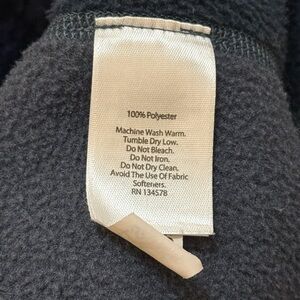 100% Polyester
Machine Wash Warm.
Tumble Dry Low.
Do Not Bleach.
Do Not Iron.
Do Not Dry Clean.
Avoid The Use Of Fabric
Softeners.
RN 134578